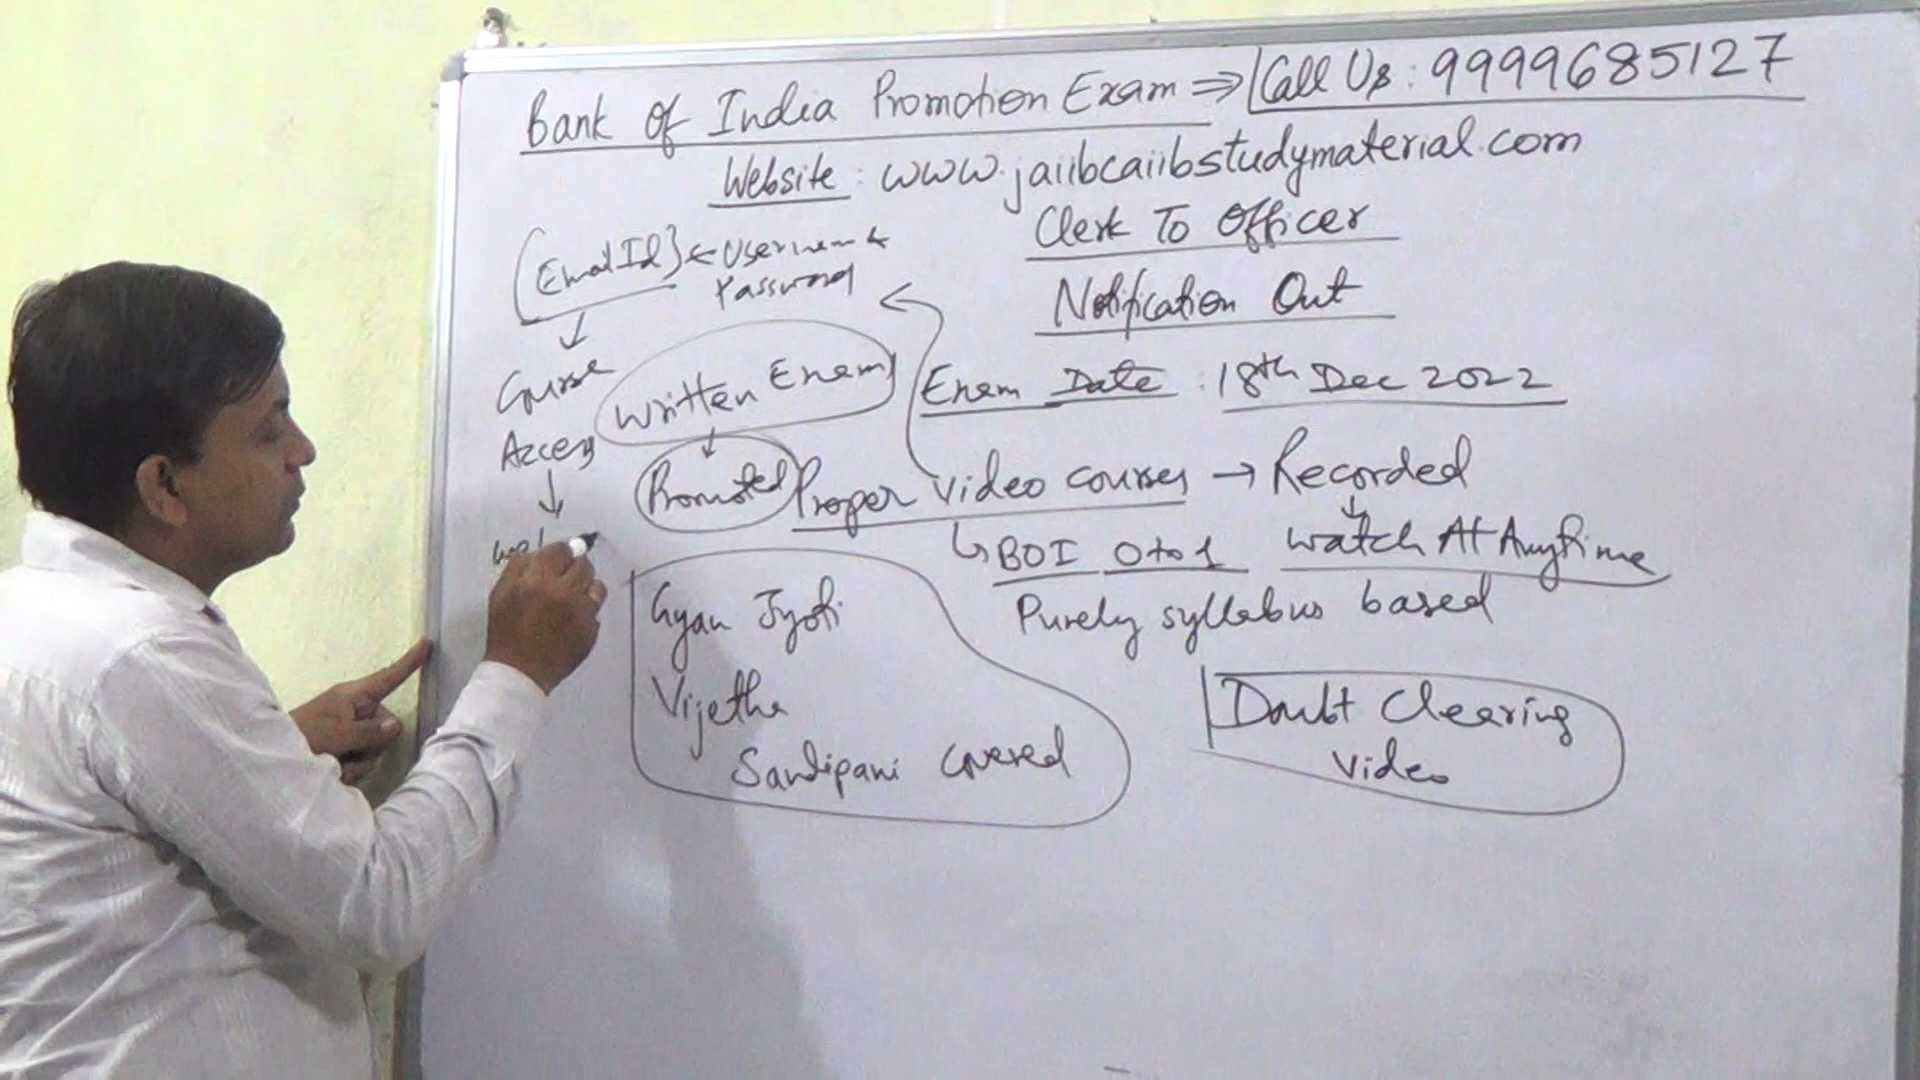 Bank of India Promotion Exam ⇒ Call Us : 9999685127
Website : www.jaiibcaiibstudymaterial.com
Clerk To Officer
Notification Out
Exam Date : 18th Dec 2022
Proper Video courses → Recorded
↳ BOI 0 to 1
Watch At Anytime
Purely syllabus based
Doubt Clearing
Video
(Email Id} ← Username &
Password
↓
Course
Access
↓
Written Exam
↓
Promoted
Gyan Jyoti
Vijetha
Sandipani Covered